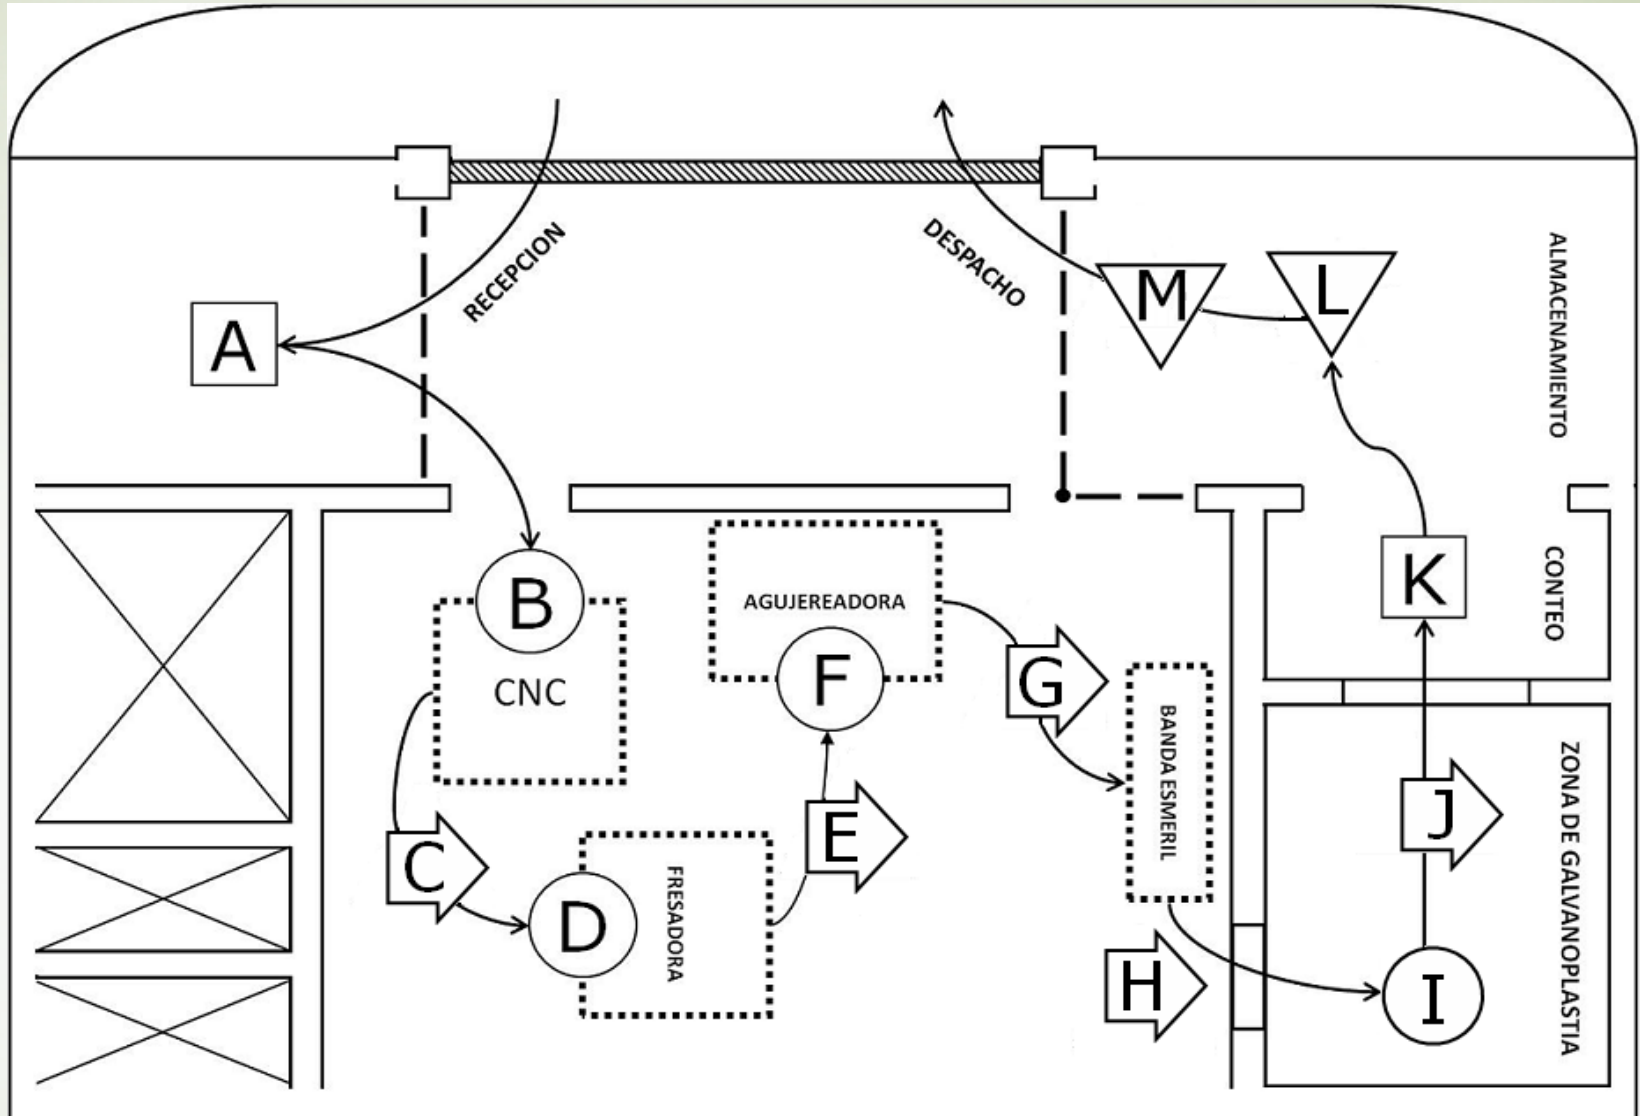 RECEPCION
DESPACHO
ALMACENAMIENTO
A
M
L
B
CNC
AGUJEREADORA
F
G
K
CONTEO
C
D
FRESADORA
E
BANDA ESMERIL
H
J
I
ZONA DE GALVANOPLASTIA